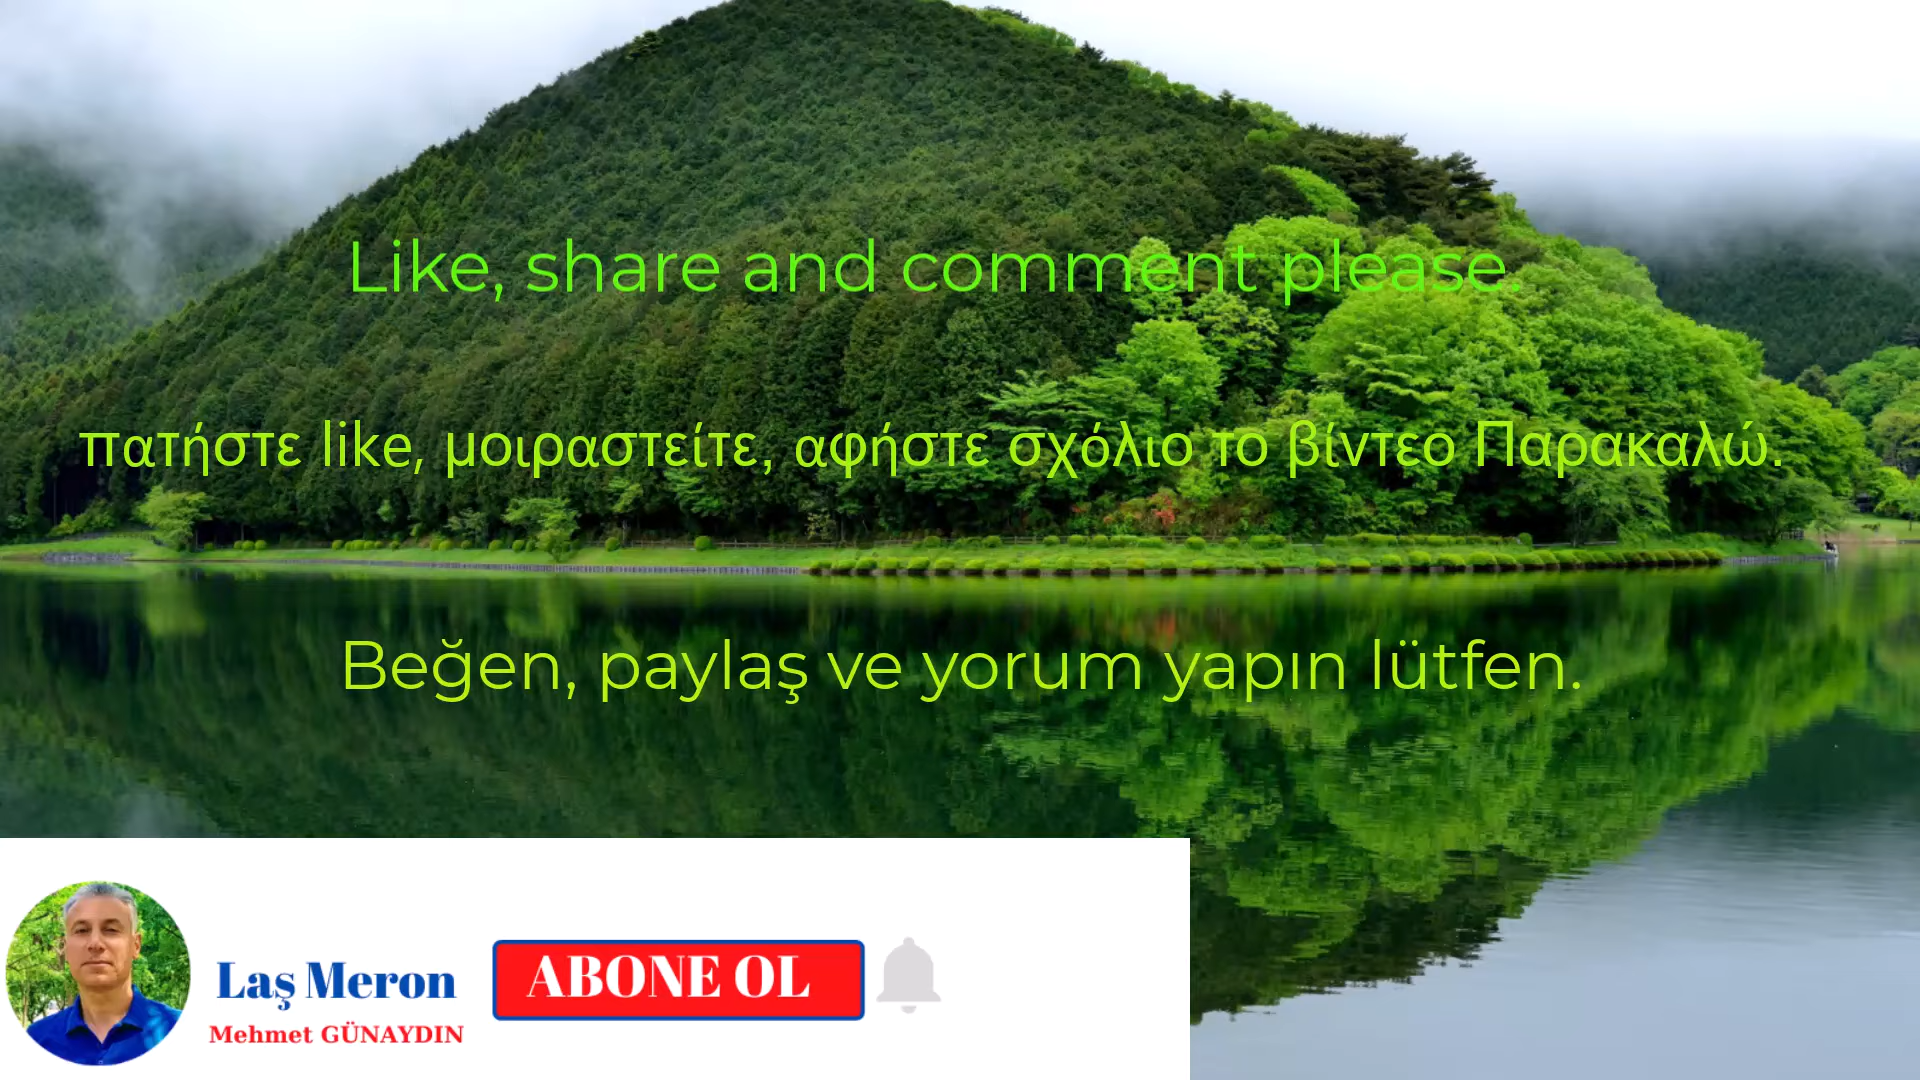 Like, share and comment please.
πατήστε like, μοιραστείτε, αφήστε σχόλιο το βίντεο Παρακαλώ.
Beğen, paylaş ve yorum yapın lütfen.
Laş Meron
Mehmet GÜNAYDIN
ABONE OL